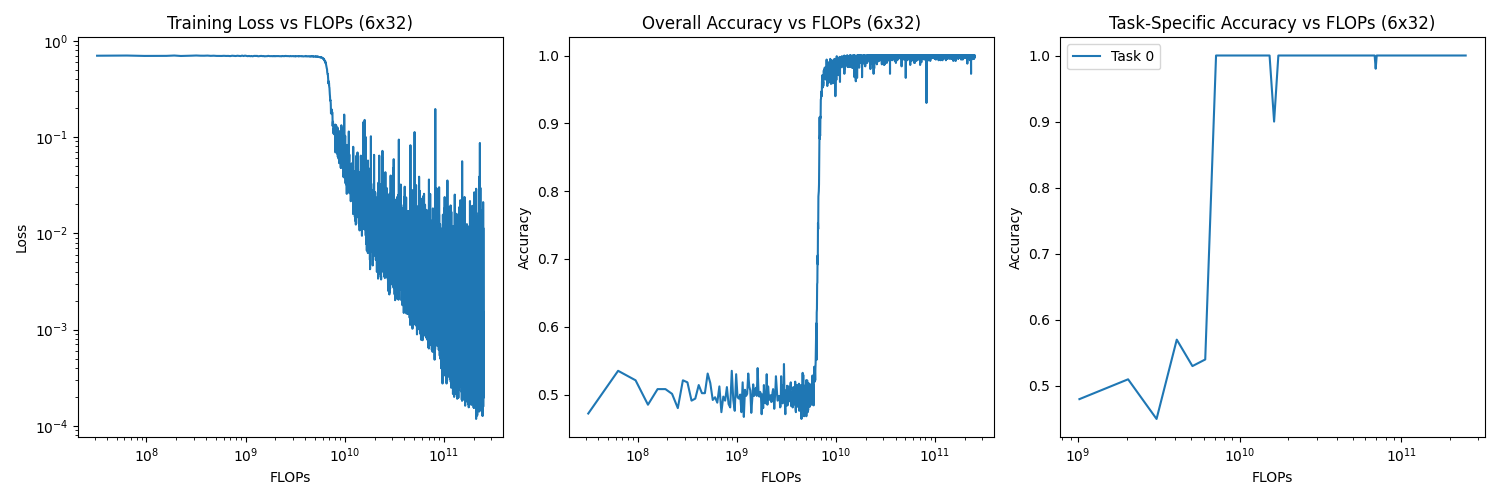 Training Loss vs FLOPs (6x32)
10⁰
10⁻¹
10⁻²
10⁻³
10⁻⁴
Loss
10⁸
10⁹
10¹⁰
10¹¹
FLOPs
Overall Accuracy vs FLOPs (6x32)
1.0
0.9
0.8
0.7
0.6
0.5
Accuracy
10⁸
10⁹
10¹⁰
10¹¹
FLOPs
Task-Specific Accuracy vs FLOPs (6x32)
Task 0
1.0
0.9
0.8
0.7
0.6
0.5
Accuracy
10⁹
10¹⁰
10¹¹
FLOPs